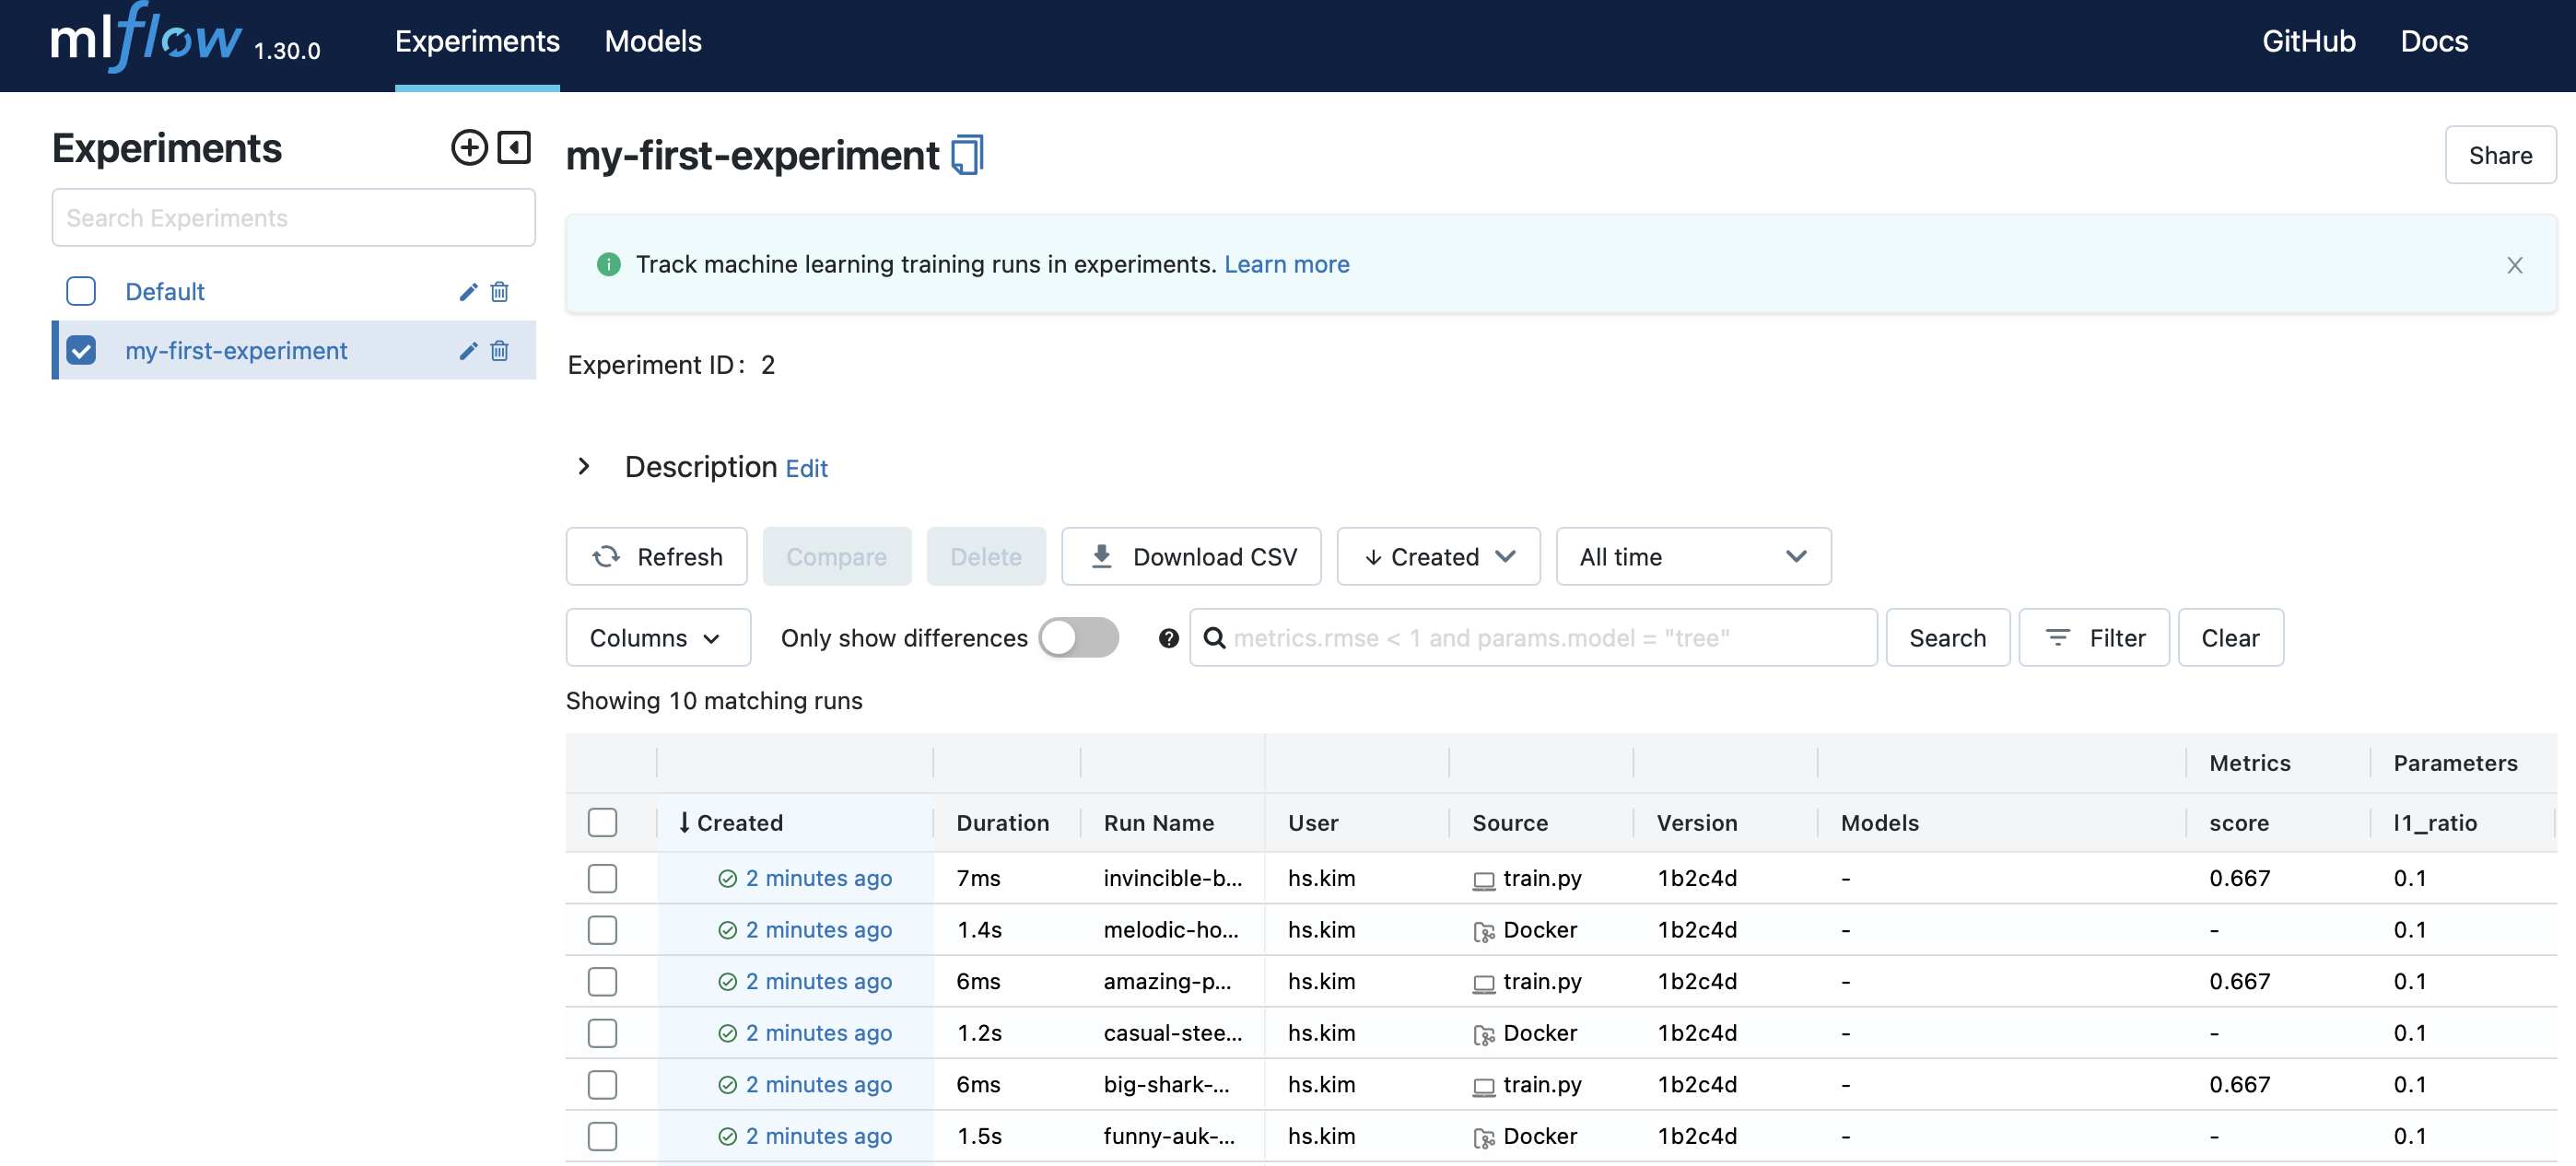 mlflow 1.30.0 Experiments Models GitHub Docs
Experiments
Search Experiments
Default
my-first-experiment
my-first-experiment
Share
Track machine learning training runs in experiments. Learn more
Experiment ID: 2
Description Edit
Refresh Compare Delete Download CSV ↓ Created All time
Columns Only show differences metrics.rmse < 1 and params.model = "tree" Search Filter Clear
Showing 10 matching runs
Metrics Parameters
↓ Created Duration Run Name User Source Version Models score l1_ratio
2 minutes ago 7ms invincible-b... hs.kim train.py 1b2c4d - 0.667 0.1
2 minutes ago 1.4s melodic-ho... hs.kim Docker 1b2c4d - - 0.1
2 minutes ago 6ms amazing-p... hs.kim train.py 1b2c4d - 0.667 0.1
2 minutes ago 1.2s casual-stee... hs.kim Docker 1b2c4d - - 0.1
2 minutes ago 6ms big-shark-... hs.kim train.py 1b2c4d - 0.667 0.1
2 minutes ago 1.5s funny-auk-... hs.kim Docker 1b2c4d - - 0.1